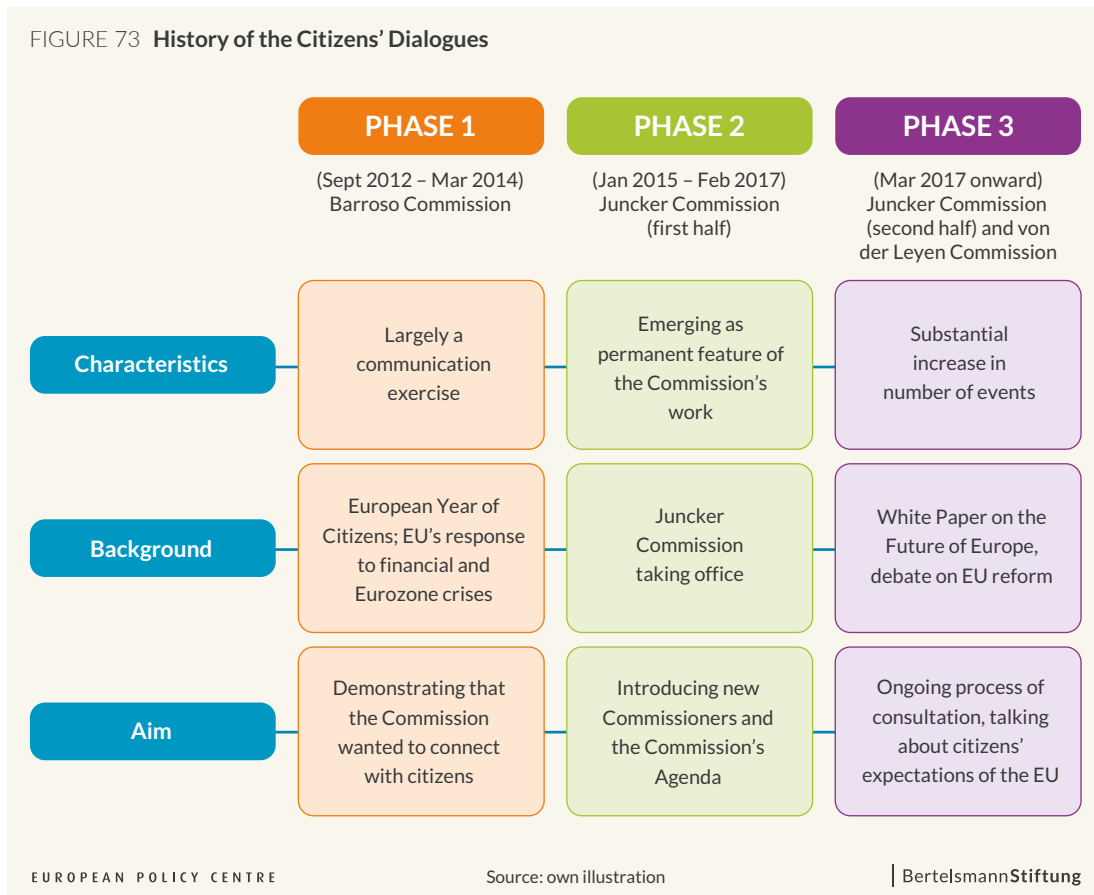 FIGURE 73 History of the Citizens’ Dialogues
PHASE 1
PHASE 2
PHASE 3
(Sept 2012 – Mar 2014)
Barroso Commission
(Jan 2015 – Feb 2017)
Juncker Commission
(first half)
(Mar 2017 onward)
Juncker Commission
(second half) and von
der Leyen Commission
Characteristics
Largely a
communication
exercise
Emerging as
permanent feature of
the Commission’s
work
Substantial
increase in
number of events
Background
European Year of
Citizens; EU’s response
to financial and
Eurozone crises
Juncker
Commission
taking office
White Paper on the
Future of Europe,
debate on EU reform
Aim
Demonstrating that
the Commission
wanted to connect
with citizens
Introducing new
Commissioners and
the Commission’s
Agenda
Ongoing process of
consultation, talking
about citizens’
expectations of the EU
EUROPEAN POLICY CENTRE
Source: own illustration
BertelsmannStiftung